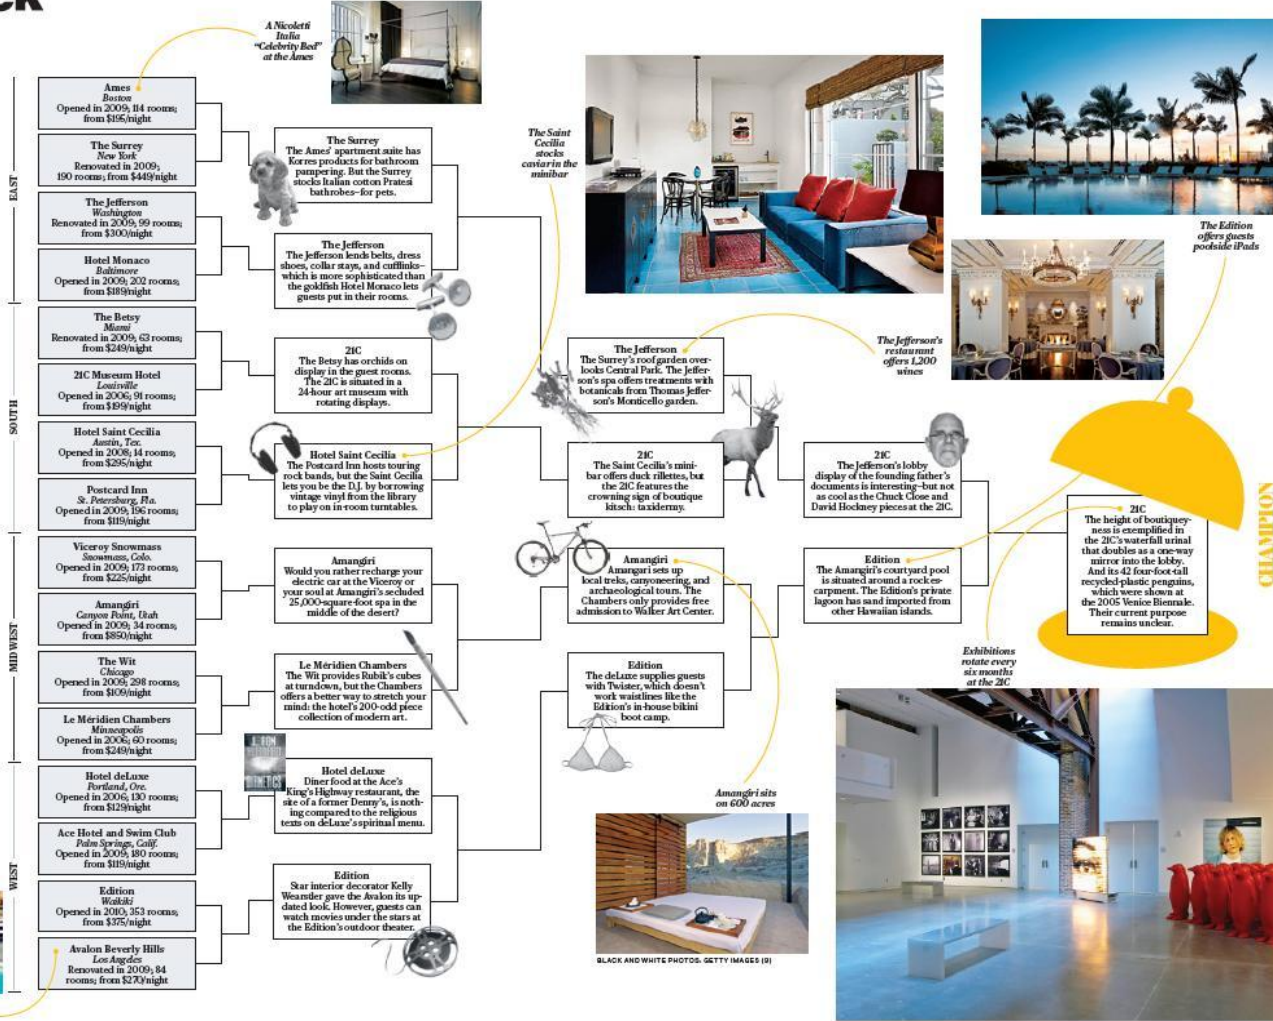 CK
A Nicoletti
Italia
“Celebrity Bed”
at the Ames
EAST
Ames
Boston
Opened in 2009; 114 rooms;
from $195/night
The Surrey
New York
Renovated in 2009;
190 rooms; from $449/night
The Jefferson
Washington
Renovated in 2009; 99 rooms;
from $300/night
Hotel Monaco
Baltimore
Opened in 2009; 202 rooms;
from $189/night
SOUTH
The Betsy
Miami
Renovated in 2009; 63 rooms;
from $249/night
21C Museum Hotel
Louisville
Opened in 2006; 91 rooms;
from $199/night
Hotel Saint Cecilia
Austin, Tex.
Opened in 2008; 14 rooms;
from $295/night
Postcard Inn
St. Petersburg, Fla.
Opened in 2009; 196 rooms;
from $119/night
MIDWEST
Viceroy Snowmass
Snowmass, Colo.
Opened in 2009; 173 rooms;
from $225/night
Amangiri
Canyon Point, Utah
Opened in 2009; 34 rooms;
from $850/night
The Wit
Chicago
Opened in 2009; 298 rooms;
from $109/night
Le Méridien Chambers
Minneapolis
Opened in 2006; 60 rooms;
from $249/night
WEST
Hotel deLuxe
Portland, Ore.
Opened in 2006; 130 rooms;
from $129/night
Ace Hotel and Swim Club
Palm Springs, Calif.
Opened in 2009; 180 rooms;
from $119/night
Edition
Waikiki
Opened in 2010; 353 rooms;
from $375/night
Avalon Beverly Hills
Los Angeles
Renovated in 2009; 84
rooms; from $270/night
The Surrey
The Ames’ apartment suite has
Korres products for bathroom
pampering. But the Surrey
stocks Italian cotton Pratesi
bathrobes—for pets.
The Jefferson
The Jefferson lends belts, dress
shoes, collar stays, and cufflinks—
which is more sophisticated than
the goldfish Hotel Monaco lets
guests put in their rooms.
21C
The Betsy has orchids on
display in the guest rooms.
The 21C is situated in a
24-hour art museum with
rotating displays.
Hotel Saint Cecilia
The Postcard Inn hosts touring
rock bands, but the Saint Cecilia
lets you be the D.J. by borrowing
vintage vinyl from the library
to play on in-room turntables.
Amangiri
Would you rather recharge your
electric car at the Viceroy or
your soul at Amangiri’s secluded
25,000-square-foot spa in the
middle of the desert?
Le Méridien Chambers
The Wit provides Rubik’s cubes
at turndown, but the Chambers
offers a better way to stretch your
mind: the hotel’s 200-odd piece
collection of modern art.
Hotel deLuxe
Diner food at the Ace’s
King’s Highway restaurant, the
site of a former Denny’s, is noth-
ing compared to the religious
texts on deLuxe’s spiritual menu.
Edition
Star interior decorator Kelly
Wearstler gave the Avalon its up-
dated look. However, guests can
watch movies under the stars at
the Edition’s outdoor theater.
The Saint
Cecilia
stocks
caviar in the
minibar
The Jefferson
The Surrey’s roof garden over-
looks Central Park. The Jeffer-
son’s spa offers treatments with
botanicals from Thomas Jeffer-
son’s Monticello garden.
21C
The Saint Cecilia’s mini-
bar offers duck rillettes, but
the 21C features the
crowning sign of boutique
kitsch: taxidermy.
Amangiri
Amangari sets up
local treks, canyoneering, and
archaeological tours. The
Chambers only provides free
admission to Walker Art Center.
Edition
The deLuxe supplies guests
with Twister, which doesn’t
work waistlines like the
Edition’s in-house bikini
boot camp.
Amangiri sits
on 600 acres
BLACK AND WHITE PHOTOS: GETTY IMAGES (9)
The Jefferson’s
restaurant
offers 1,200
wines
21C
The Jefferson’s lobby
display of the founding father’s
documents is interesting—but not
as cool as the Chuck Close and
David Hockney pieces at the 21C.
Edition
The Amangiri’s courtyard pool
is situated around a rock es-
carpment. The Edition’s private
lagoon has sand imported from
other Hawaiian islands.
The Edition
offers guests
poolside iPads
Exhibitions
rotate every
six months
at the 21C
21C
The height of boutiquey-
ness is exemplified in
the 21C’s waterfall urinal
that doubles as a one-way
mirror into the lobby.
And its 42 four-foot-tall
recycled-plastic penguins,
which were shown at
the 2005 Venice Biennale.
Their current purpose
remains unclear.
CHAMPION